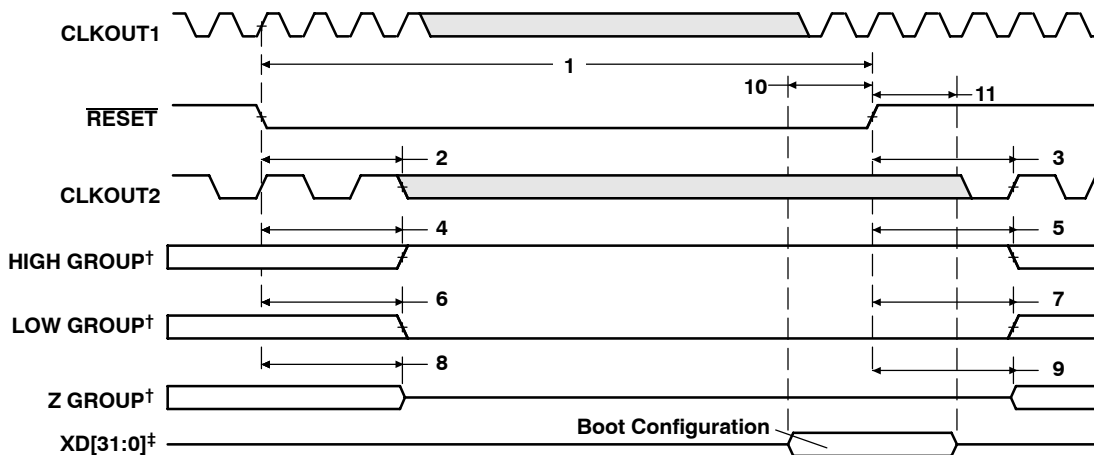 CLKOUT1
1
10
11
RESET
2
3
CLKOUT2
4
5
HIGH GROUP†
6
7
LOW GROUP†
8
9
Z GROUP†
Boot Configuration
XD[31:0]‡